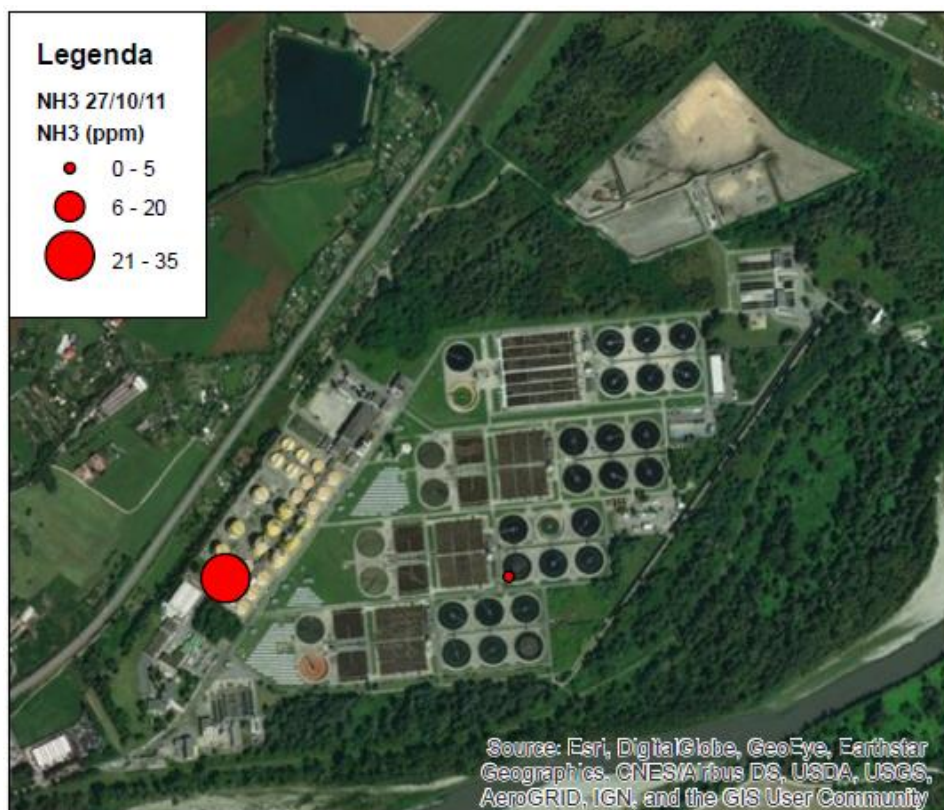 Legenda
NH3 27/10/11
NH3 (ppm)
0 - 5
6 - 20
21 - 35
Source: Esri, DigitalGlobe, GeoEye, Earthstar
Geographics, CNES/Airbus DS, USDA, USGS,
AeroGRID, IGN, and the GIS User Community